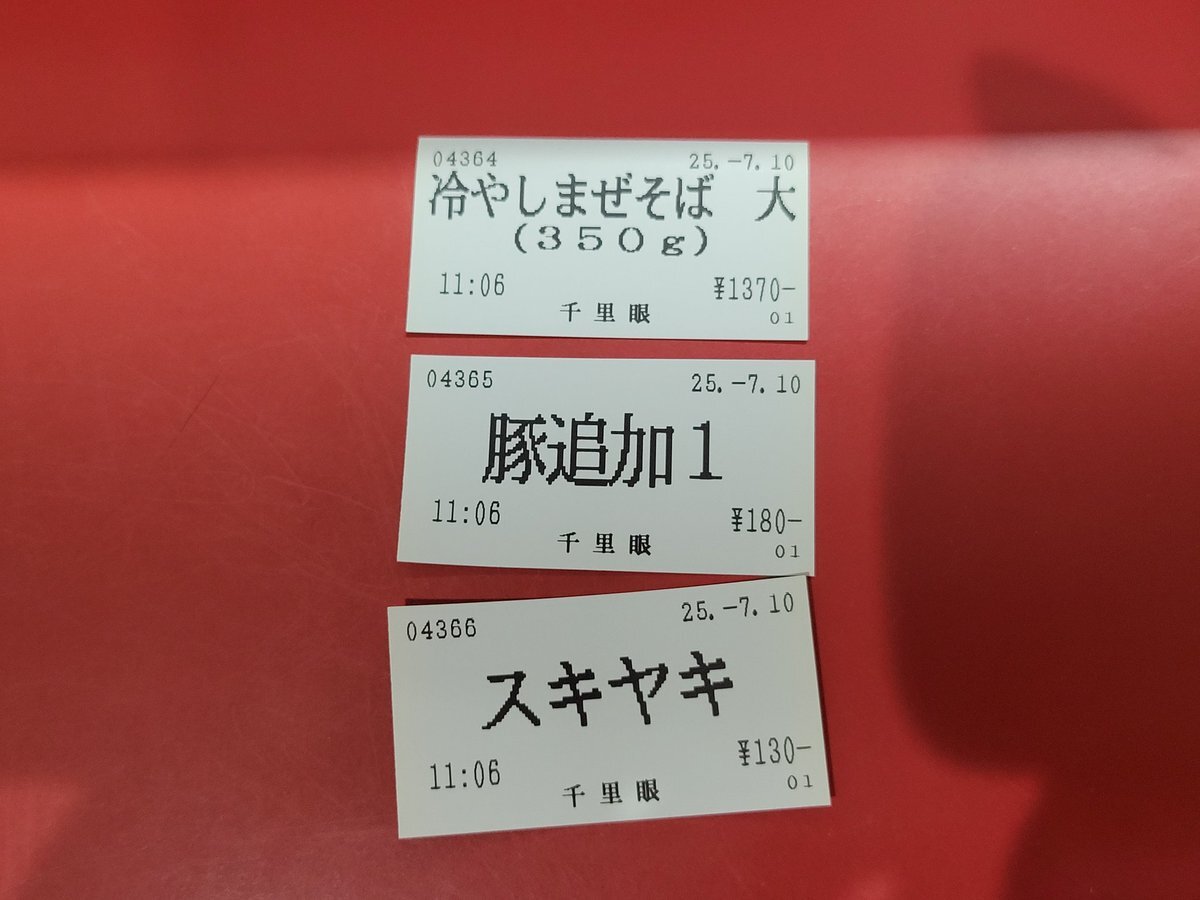 04364 25.-7.10
冷やしまぜそば 大
(350g)
11:06 ¥1370-
千里眼 01
04365 25.-7.10
豚追加1
11:06 ¥180-
千里眼 01
04366 25.-7.10
スキヤキ
11:06 ¥130-
千里眼 01